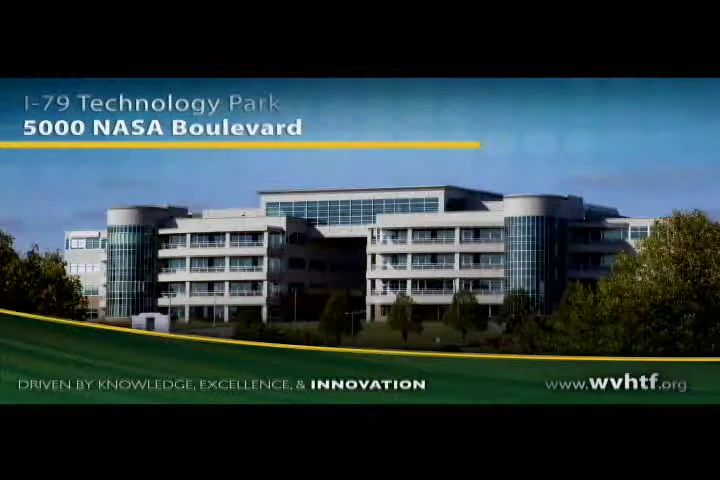 I-79 Technology Park
5000 NASA Boulevard
DRIVEN BY KNOWLEDGE, EXCELLENCE, & INNOVATION
www.wvhtf.org